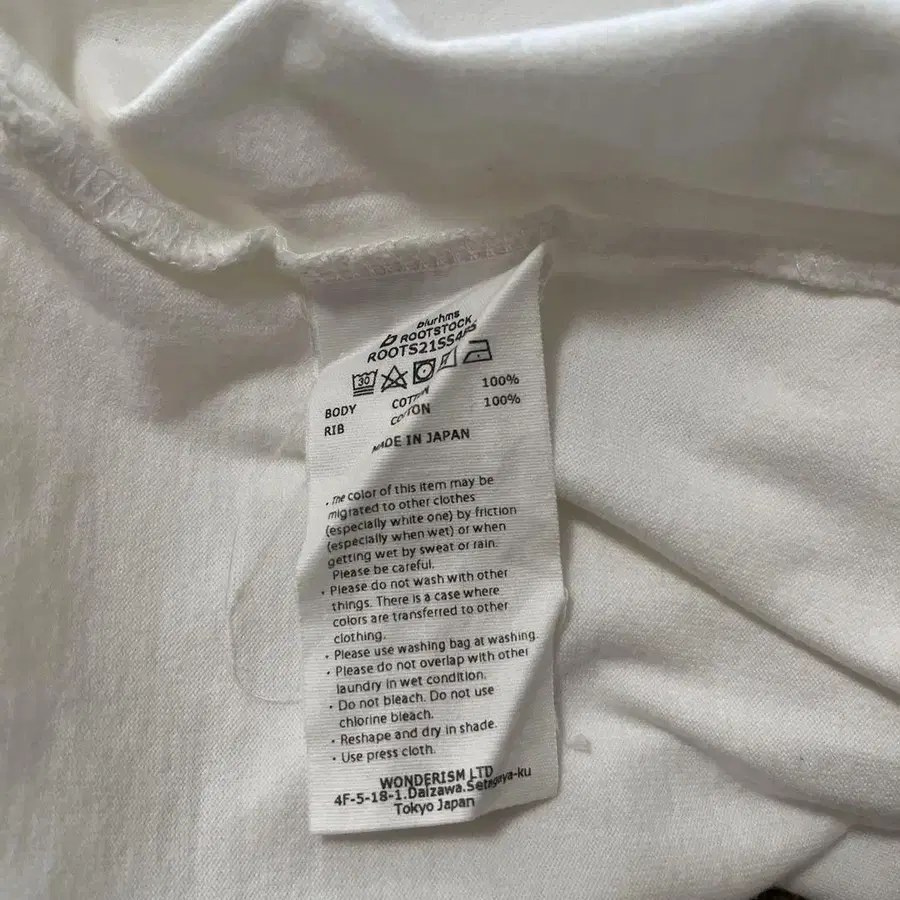 blurhms
ROOTSTOCK
ROOTS21SS4
30
BODY COTTON 100%
RIB COTTON 100%
MADE IN JAPAN
• The color of this item may be
migrated to other clothes
(especially white one) by friction
(especially when wet) or when
getting wet by sweat or rain.
Please be careful.
• Please do not wash with other
things. There is a case where
colors are transferred to other
clothing.
• Please use washing bag at washing.
• Please do not overlap with other
laundry in wet condition.
• Do not bleach. Do not use
chlorine bleach.
• Reshape and dry in shade.
• Use press cloth.
WONDERISM LTD
4F-5-18-1.Daizawa.Setagaya-ku
Tokyo Japan